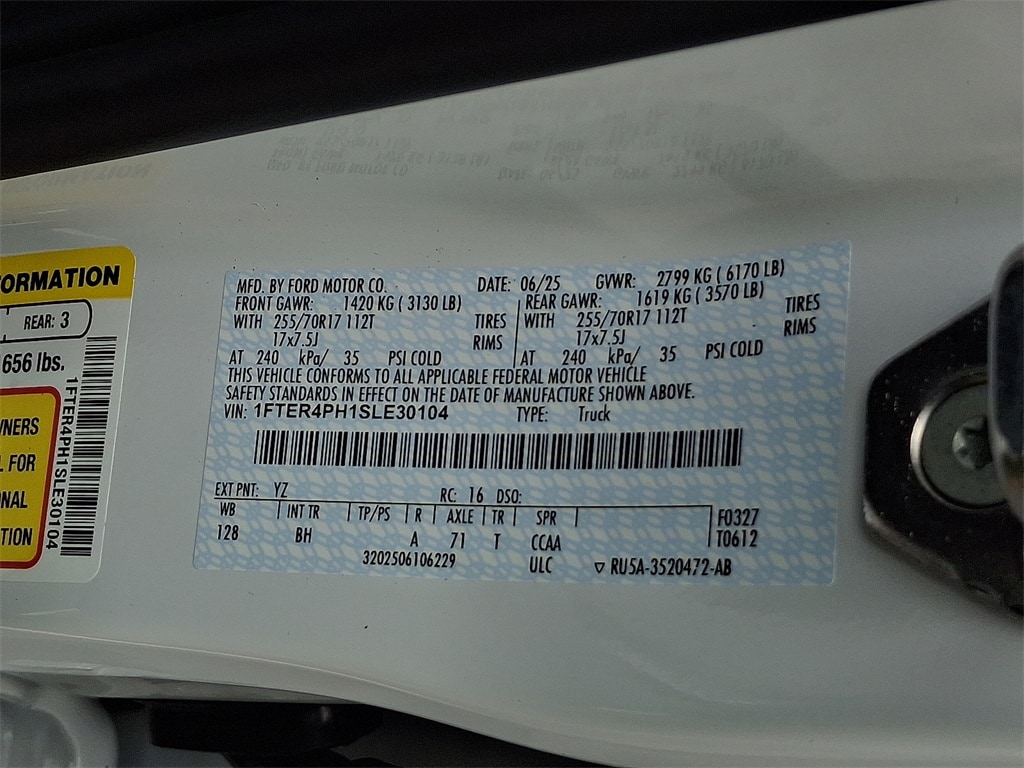 ORMATION
REAR: 3
656 lbs.
NERS
FOR
NAL
TION
1FTER4PH1SLE30104
MFD. BY FORD MOTOR CO. DATE: 06/25 GVWR: 2799 KG ( 6170 LB)
FRONT GAWR: 1420 KG ( 3130 LB) REAR GAWR: 1619 KG ( 3570 LB)
WITH 255/70R17 112T TIRES WITH 255/70R17 112T TIRES
17x7.5J RIMS 17x7.5J RIMS
AT 240 kPa/ 35 PSI COLD AT 240 kPa/ 35 PSI COLD
THIS VEHICLE CONFORMS TO ALL APPLICABLE FEDERAL MOTOR VEHICLE
SAFETY STANDARDS IN EFFECT ON THE DATE OF MANUFACTURE SHOWN ABOVE.
VIN: 1FTER4PH1SLE30104 TYPE: Truck
EXT PNT: YZ RC: 16 DSO:
WB INT TR TP/PS R AXLE TR SPR F0327
128 BH A 71 T CCAA T0612
3202506106229 ULC ▽ RU5A-3520472-AB